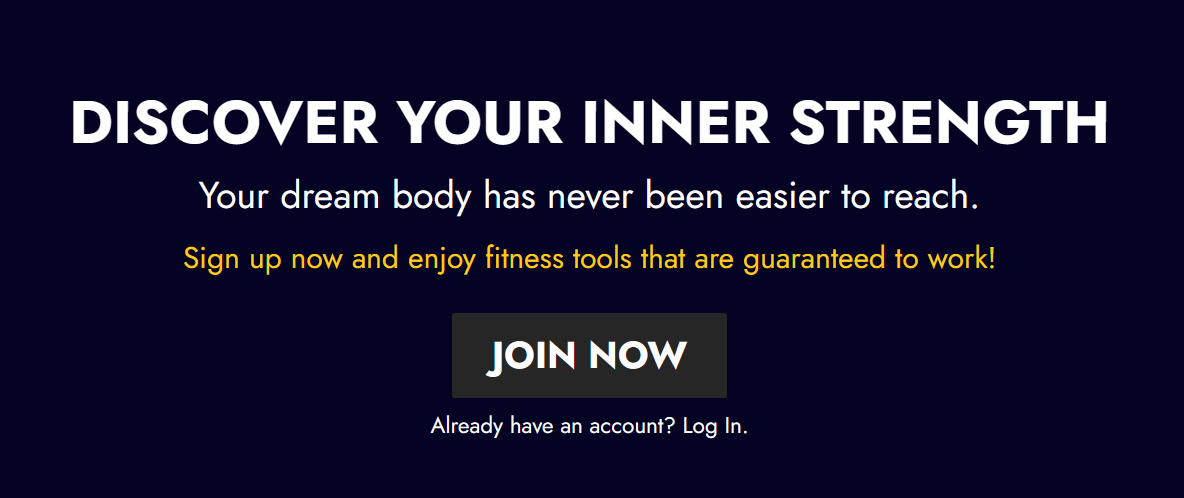 DISCOVER YOUR INNER STRENGTH
Your dream body has never been easier to reach.
Sign up now and enjoy fitness tools that are guaranteed to work!
JOIN NOW
Already have an account? Log In.